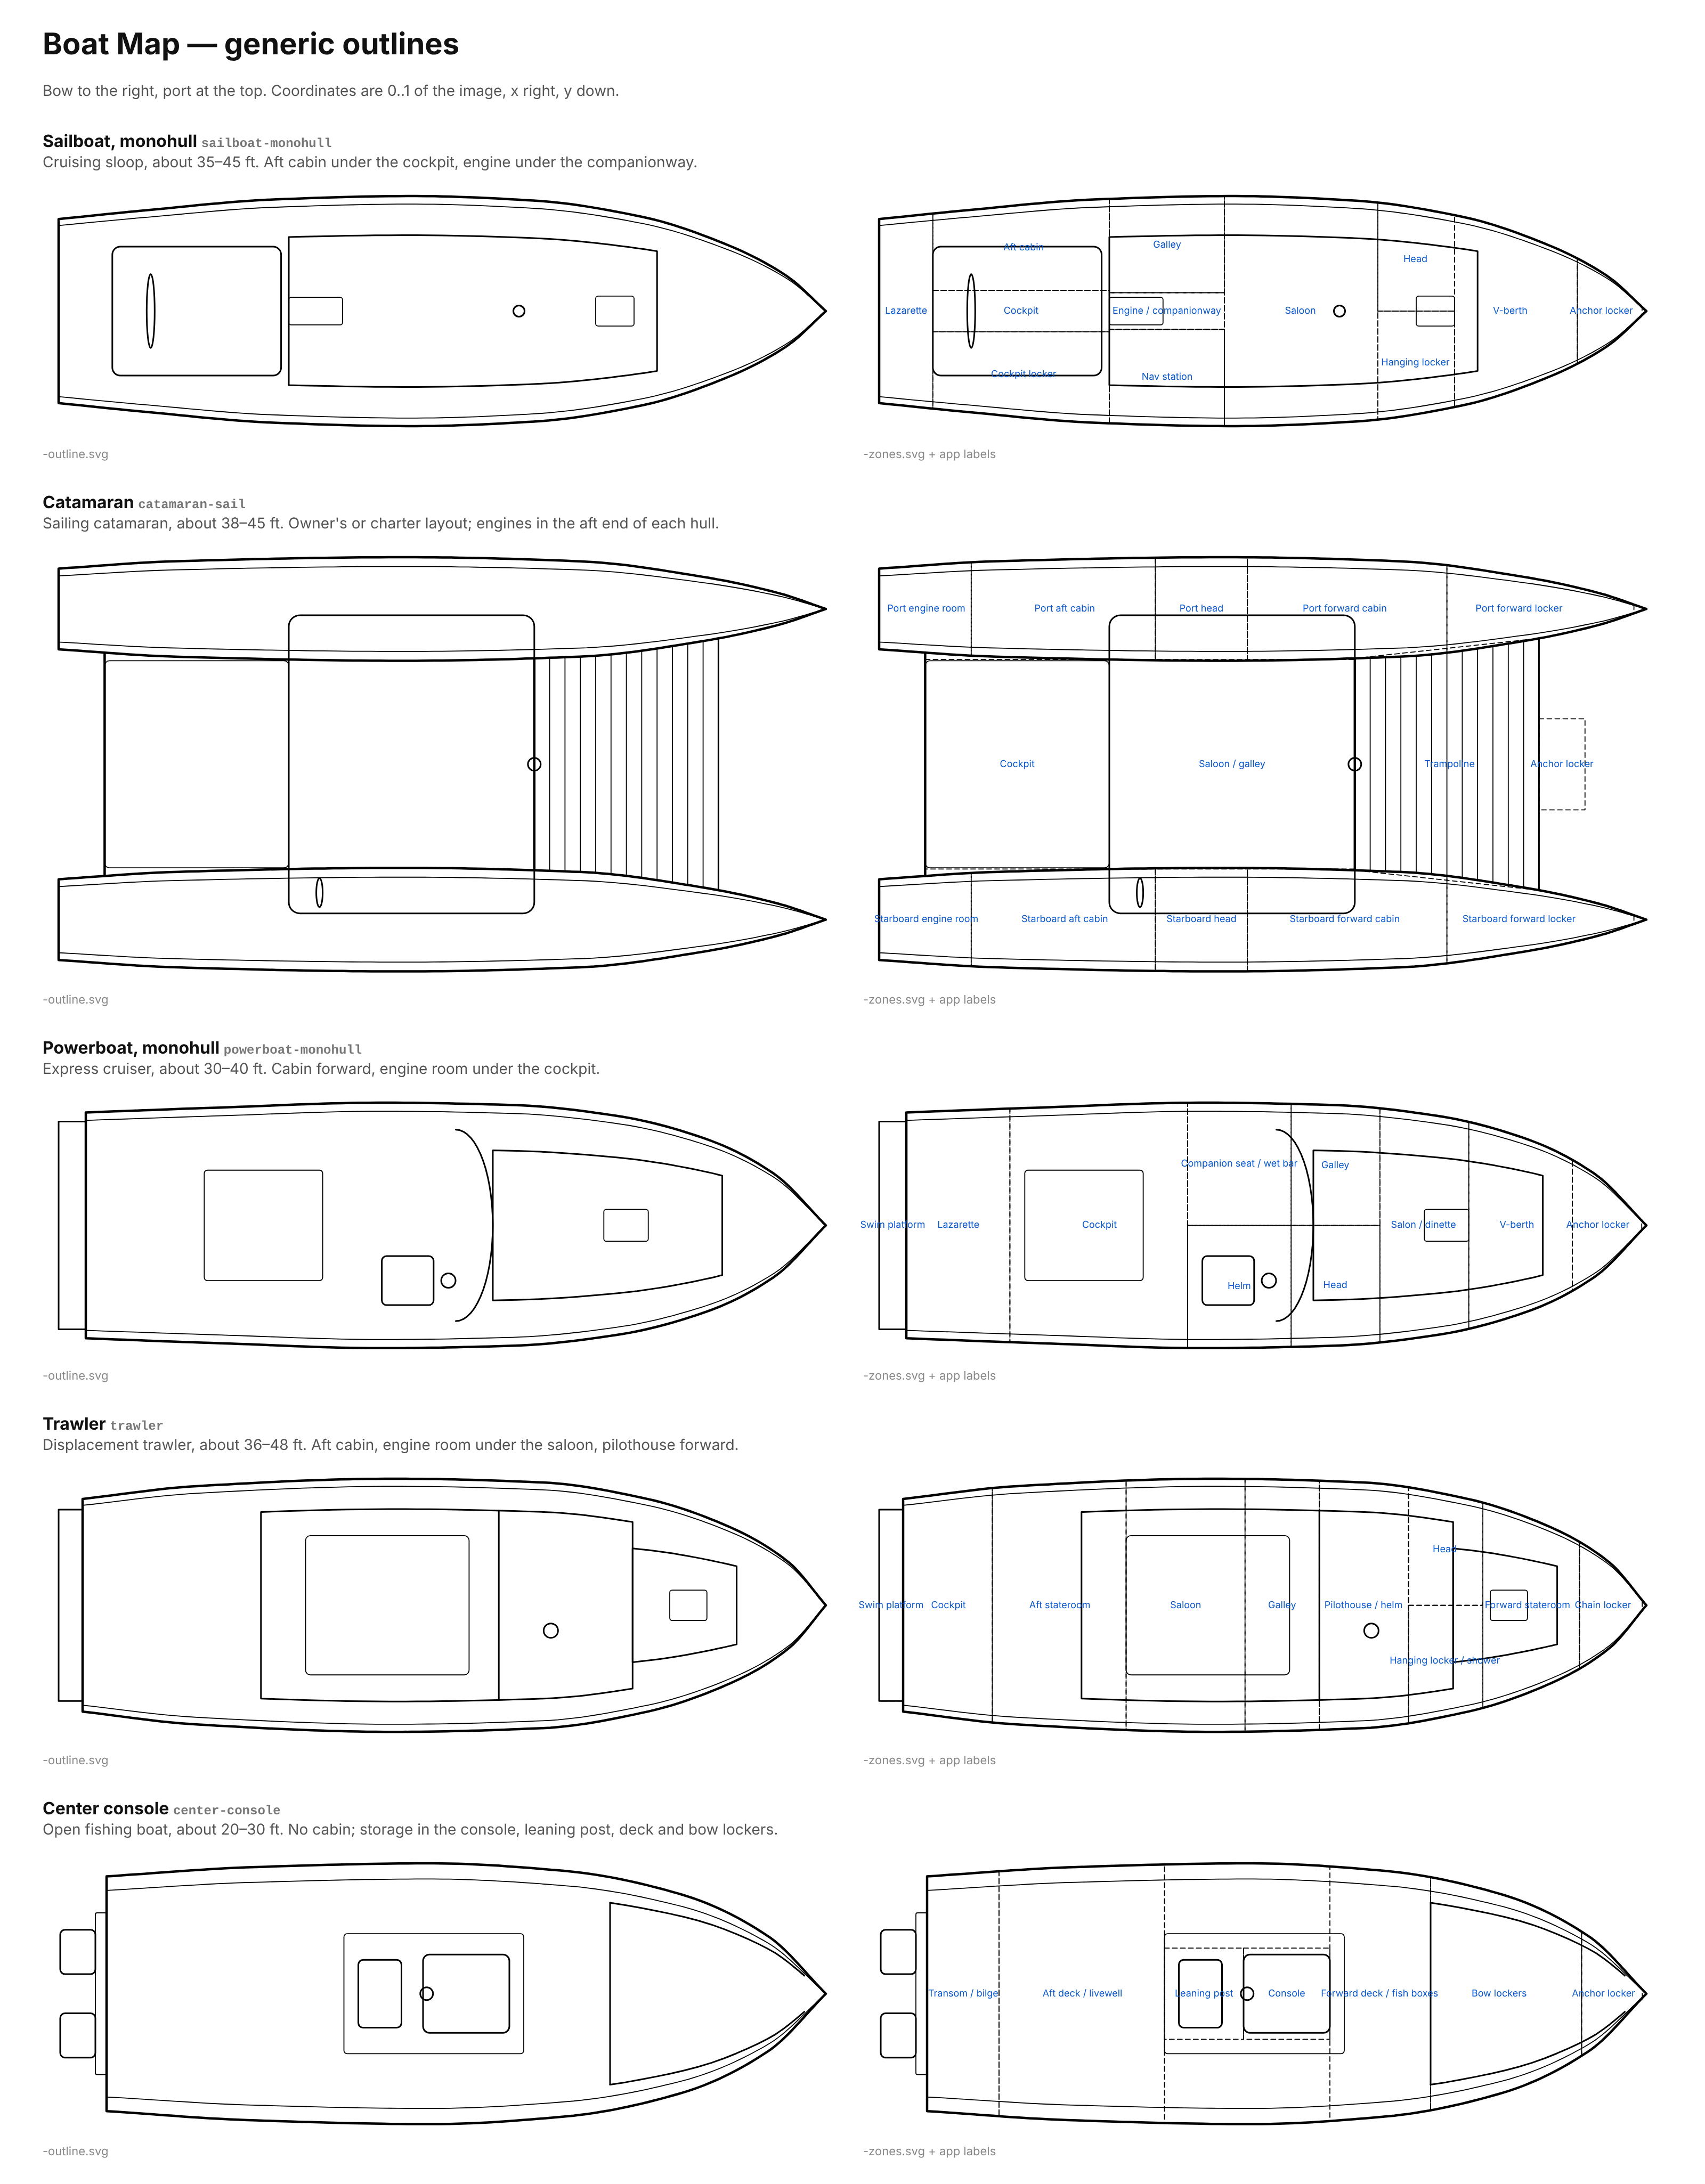 Boat Map — generic outlines
Bow to the right, port at the top. Coordinates are 0..1 of the image, x right, y down.
Sailboat, monohull sailboat-monohull
Cruising sloop, about 35–45 ft. Aft cabin under the cockpit, engine under the companionway.
Aft cabin
Galley
Head
Lazarette
Cockpit
Engine / companionway
Saloon
V-berth
Anchor locker
Hanging locker
Cockpit locker
Nav station
-outline.svg
-zones.svg + app labels
Catamaran catamaran-sail
Sailing catamaran, about 38–45 ft. Owner's or charter layout; engines in the aft end of each hull.
Port engine room
Port aft cabin
Port head
Port forward cabin
Port forward locker
Cockpit
Saloon / galley
Trampoline
Anchor locker
Starboard engine room
Starboard aft cabin
Starboard head
Starboard forward cabin
Starboard forward locker
-outline.svg
-zones.svg + app labels
Powerboat, monohull powerboat-monohull
Express cruiser, about 30–40 ft. Cabin forward, engine room under the cockpit.
Companion seat / wet bar
Galley
Swim platform
Lazarette
Cockpit
Salon / dinette
V-berth
Anchor locker
Helm
Head
-outline.svg
-zones.svg + app labels
Trawler trawler
Displacement trawler, about 36–48 ft. Aft cabin, engine room under the saloon, pilothouse forward.
Head
Swim platform
Cockpit
Aft stateroom
Saloon
Galley
Pilothouse / helm
Forward stateroom
Chain locker
Hanging locker / shower
-outline.svg
-zones.svg + app labels
Center console center-console
Open fishing boat, about 20–30 ft. No cabin; storage in the console, leaning post, deck and bow lockers.
Transom / bilge
Aft deck / livewell
Leaning post
Console
Forward deck / fish boxes
Bow lockers
Anchor locker
-outline.svg
-zones.svg + app labels